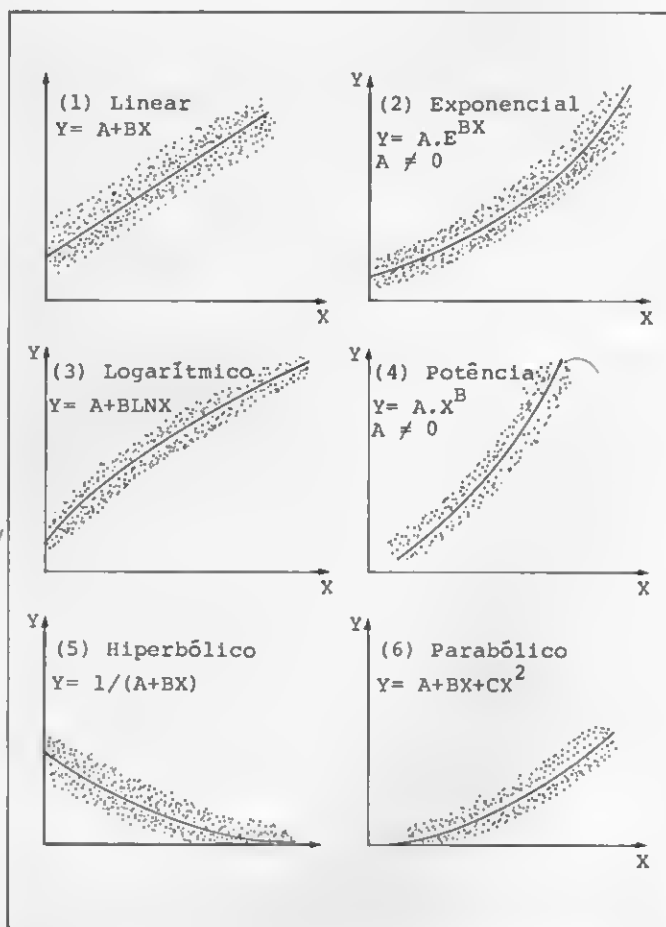 (1) Linear
Y= A+BX
X
Y
(2) Exponencial
Y= A.E^BX
A ≠ 0
X
Y
(3) Logarítmico
Y= A+BLNX
X
Y
(4) Potência
Y= A.X^B
A ≠ 0
X
Y
(5) Hiperbólico
Y= 1/(A+BX)
Y
(6) Parabólico
Y= A+BX+CX^2
X